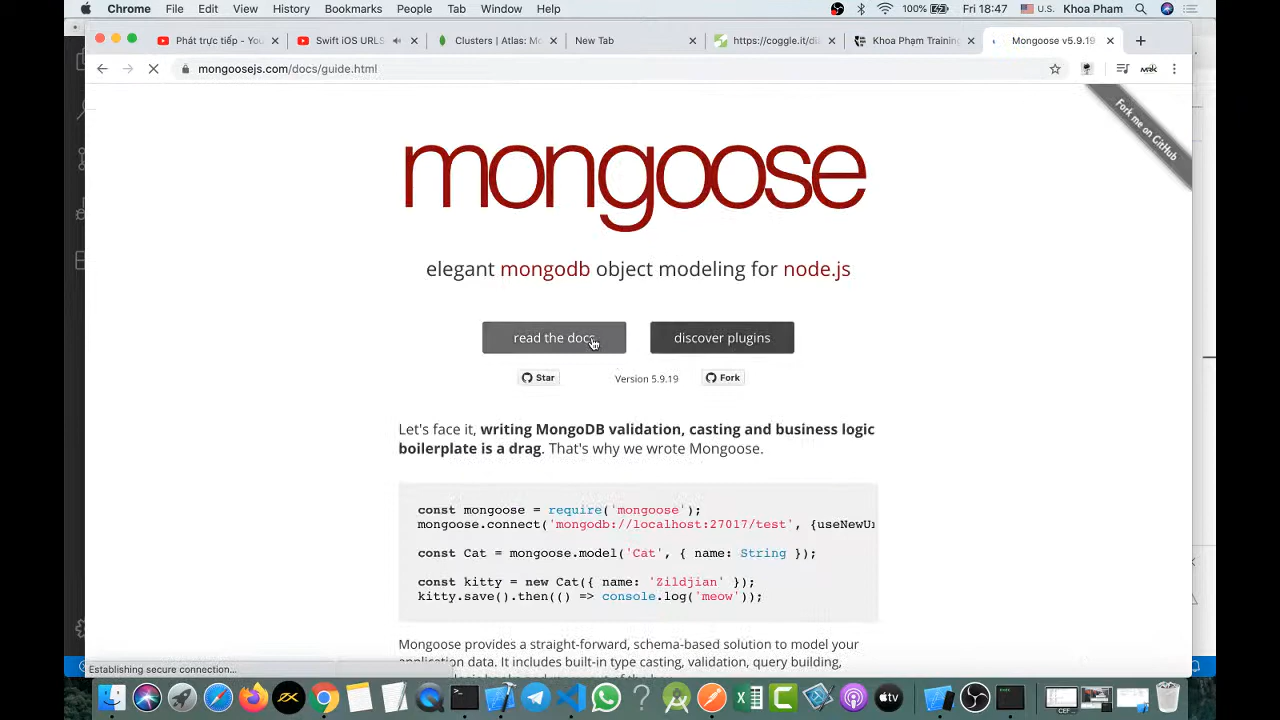 Chrome File Edit View History Bookmarks People Tab Window Help 100% Fri 18:47 U.S. Khoa Pham
Phát trực tiếp - You
Swift iOS URLS
Clusters | Atlas: Mo
New Tab
https://coggle.it/di
Khoa Phạm Training
Mongoose v5.9.19
mongoosejs.com/docs/guide.html
Fork me on GitHub
mongoose
elegant mongodb object modeling for node.js
read the docs
discover plugins
Star
Version 5.9.19
Fork
Let's face it, writing MongoDB validation, casting and business logic
boilerplate is a drag. That's why we wrote Mongoose.
const mongoose = require('mongoose');
mongoose.connect('mongodb://localhost:27017/test', {useNewUr
const Cat = mongoose.model('Cat', { name: String });
const kitty = new Cat({ name: 'Zildjian' });
kitty.save().then(() => console.log('meow'));
Mongoose provides a straight-forward, schema-based solution to model your
application data. It includes built-in type casting, validation, query building,
Establishing secure connection...
tv